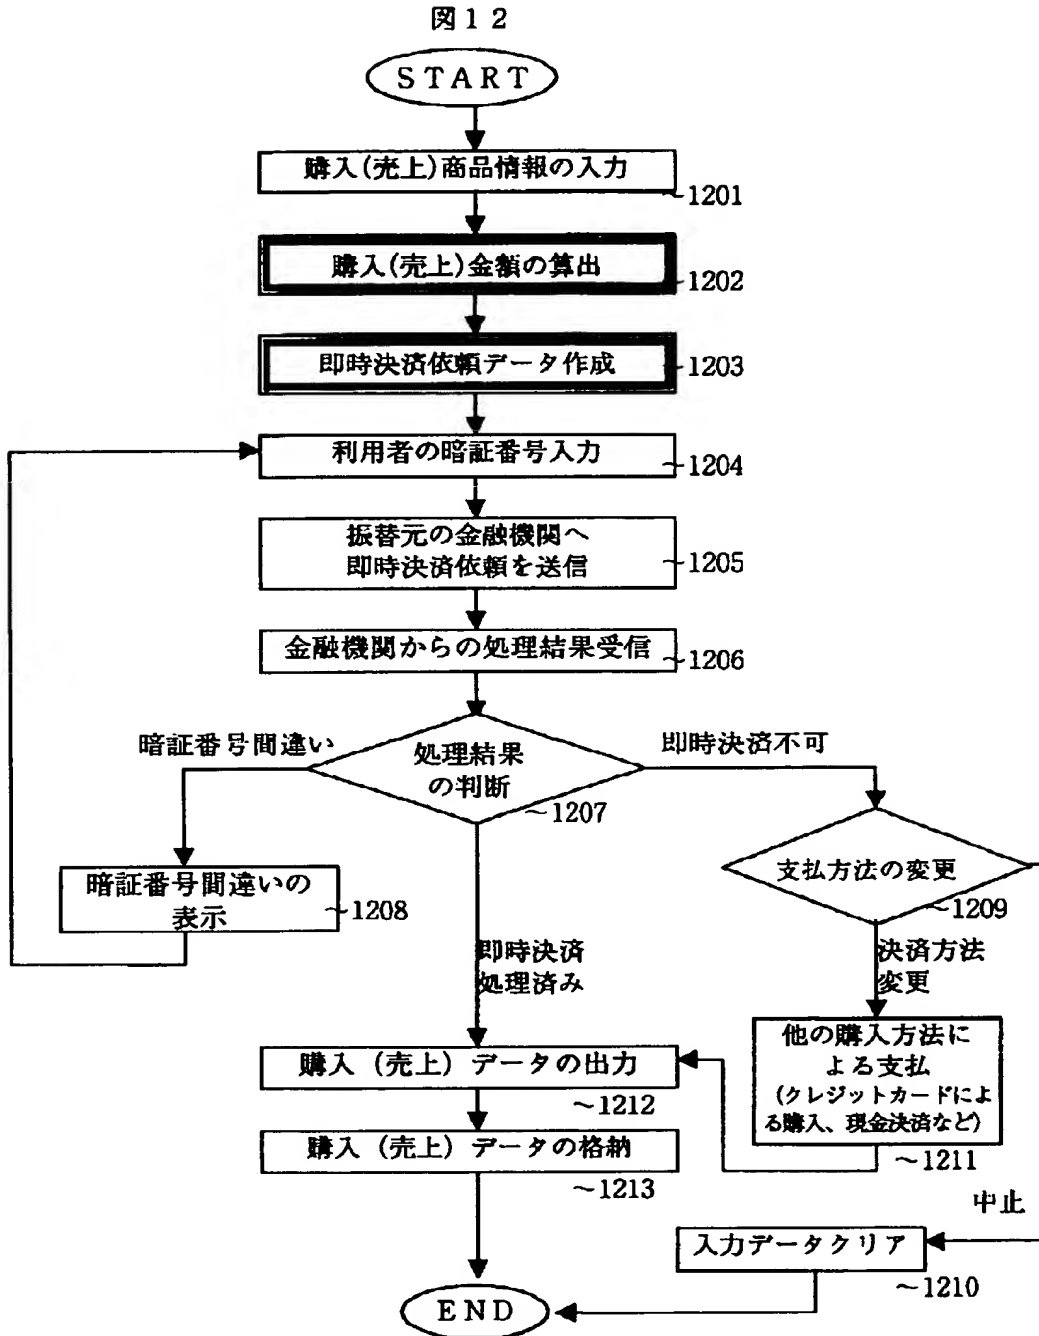 図12
START
購入(売上)商品情報の入力
~1201
購入(売上)金額の算出
~1202
即時決済依頼データ作成
~1203
利用者の暗証番号入力
~1204
振替元の金融機関へ
即時決済依頼を送信
~1205
金融機関からの処理結果受信
~1206
暗証番号間違い
処理結果
の判断
~1207
即時決済不可
暗証番号間違いの
表示
~1208
支払方法の変更
~1209
即時決済
処理済み
決済方法
変更
他の購入方法に
よる支払
(クレジットカードによ
る購入、現金決済など)
~1211
購入(売上)データの出力
~1212
購入(売上)データの格納
~1213
中止
入力データクリア
~1210
END